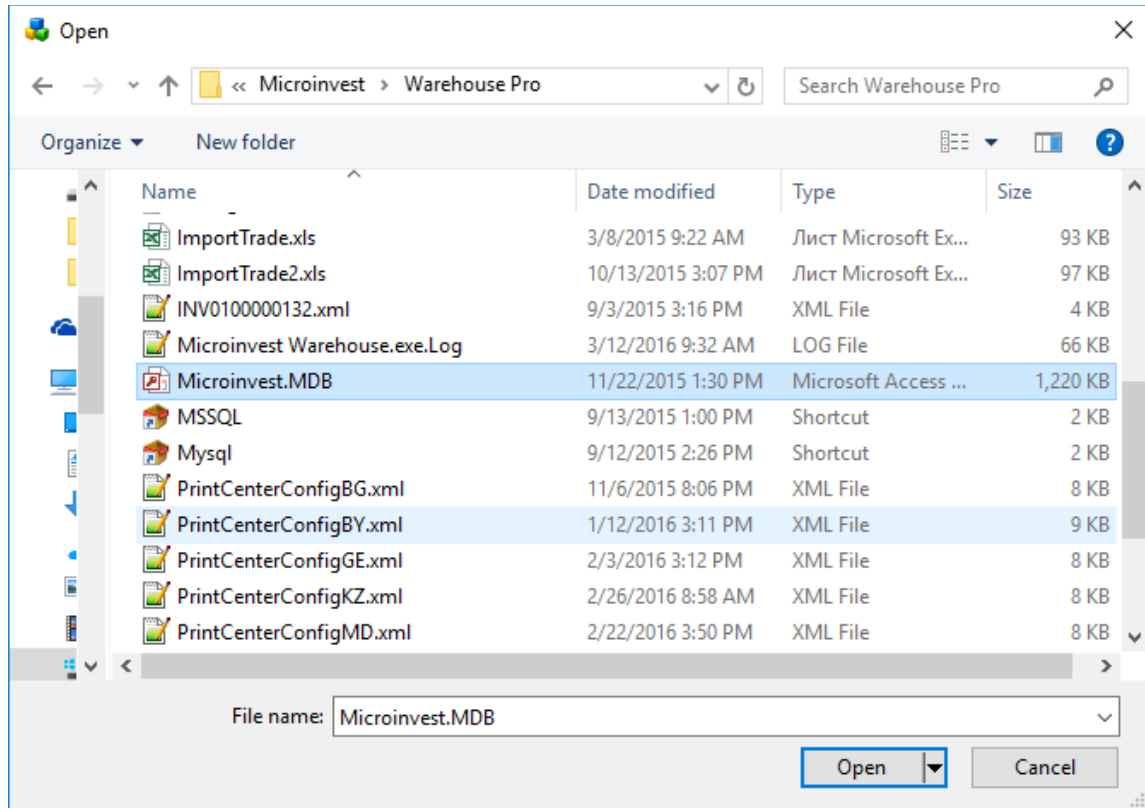 Open
« Microinvest › Warehouse Pro
Search Warehouse Pro
Organize
New folder
Name Date modified Type Size
ImportTrade.xls 3/8/2015 9:22 AM Лист Microsoft Ex... 93 KB
ImportTrade2.xls 10/13/2015 3:07 PM Лист Microsoft Ex... 97 KB
INV0100000132.xml 9/3/2015 3:16 PM XML File 4 KB
Microinvest Warehouse.exe.Log 3/12/2016 9:32 AM LOG File 66 KB
Microinvest.MDB 11/22/2015 1:30 PM Microsoft Access ... 1,220 KB
MSSQL 9/13/2015 1:00 PM Shortcut 2 KB
Mysql 9/12/2015 2:26 PM Shortcut 2 KB
PrintCenterConfigBG.xml 11/6/2015 8:06 PM XML File 8 KB
PrintCenterConfigBY.xml 1/12/2016 3:11 PM XML File 9 KB
PrintCenterConfigGE.xml 2/3/2016 3:12 PM XML File 8 KB
PrintCenterConfigKZ.xml 2/26/2016 8:58 AM XML File 8 KB
PrintCenterConfigMD.xml 2/22/2016 3:50 PM XML File 8 KB
File name: Microinvest.MDB
Open Cancel